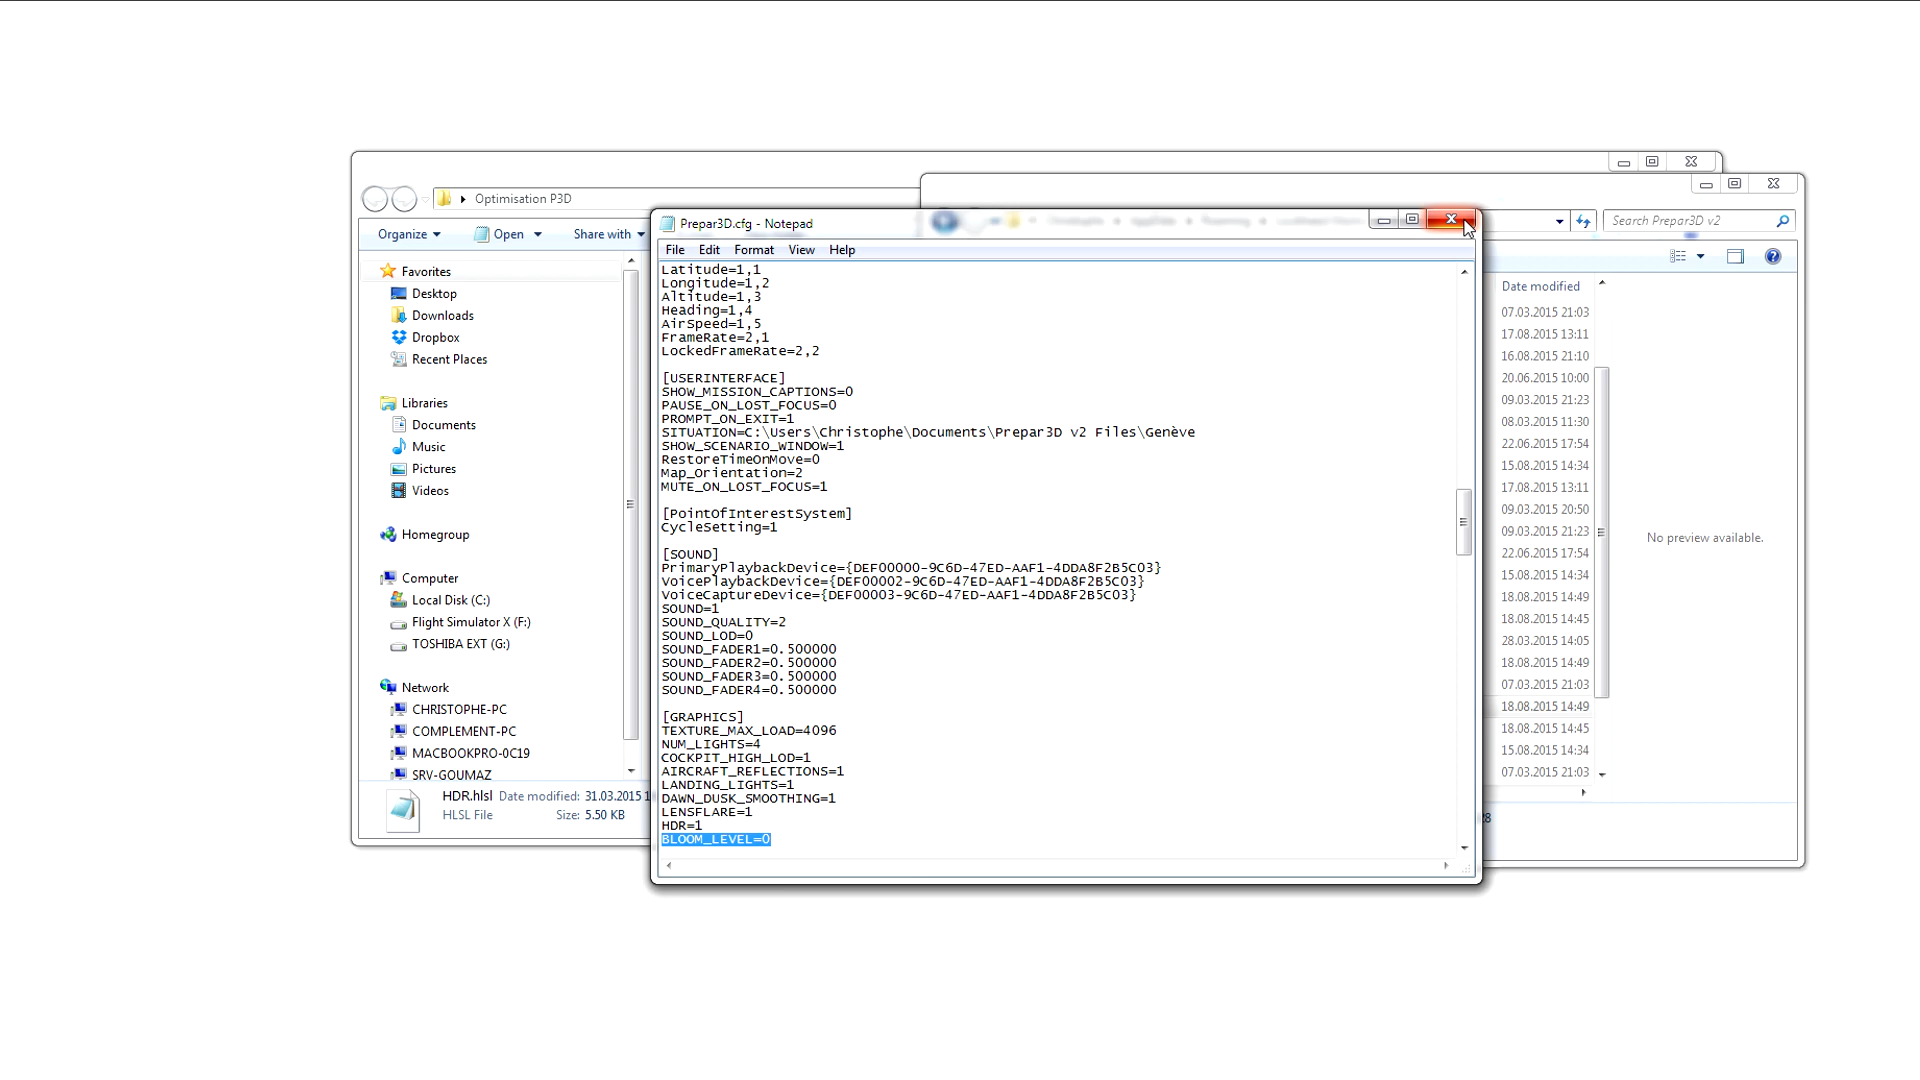 Optimisation P3D
Organize
Open
Share with
Favorites
Desktop
Downloads
Dropbox
Recent Places
Libraries
Documents
Music
Pictures
Videos
Homegroup
Computer
Local Disk (C:)
Flight Simulator X (F:)
TOSHIBA EXT (G:)
Network
CHRISTOPHE-PC
COMPLEMENT-PC
MACBOOKPRO-0C19
SRV-GOUMAZ
HDR.hlsl Date modified: 31.03.2015 1
HLSL File Size: 5.50 KB
Prepar3D.cfg - Notepad
File Edit Format View Help
Latitude=1,1
Longitude=1,2
Altitude=1,3
Heading=1,4
AirSpeed=1,5
FrameRate=2,1
LockedFrameRate=2,2
[USERINTERFACE]
SHOW_MISSION_CAPTIONS=0
PAUSE_ON_LOST_FOCUS=0
PROMPT_ON_EXIT=1
SITUATION=C:\Users\Christophe\Documents\Prepar3D v2 Files\Genève
SHOW_SCENARIO_WINDOW=1
RestoreTimeOnMove=0
Map_Orientation=2
MUTE_ON_LOST_FOCUS=1
[PointOfInterestSystem]
CycleSetting=1
[SOUND]
PrimaryPlaybackDevice={DEF00000-9C6D-47ED-AAF1-4DDA8F2B5C03}
VoicePlaybackDevice={DEF00002-9C6D-47ED-AAF1-4DDA8F2B5C03}
VoiceCaptureDevice={DEF00003-9C6D-47ED-AAF1-4DDA8F2B5C03}
SOUND=1
SOUND_QUALITY=2
SOUND_LOD=0
SOUND_FADER1=0.500000
SOUND_FADER2=0.500000
SOUND_FADER3=0.500000
SOUND_FADER4=0.500000
[GRAPHICS]
TEXTURE_MAX_LOAD=4096
NUM_LIGHTS=4
COCKPIT_HIGH_LOD=1
AIRCRAFT_REFLECTIONS=1
LANDING_LIGHTS=1
DAWN_DUSK_SMOOTHING=1
LENSFLARE=1
HDR=1
BLOOM_LEVEL=0
Search Prepar3D v2
Date modified
07.03.2015 21:03
17.08.2015 13:11
16.08.2015 21:10
20.06.2015 10:00
09.03.2015 21:23
08.03.2015 11:30
22.06.2015 17:54
15.08.2015 14:34
17.08.2015 13:11
09.03.2015 20:50
09.03.2015 21:23
22.06.2015 17:54
15.08.2015 14:34
18.08.2015 14:49
18.08.2015 14:45
28.03.2015 14:05
18.08.2015 14:49
07.03.2015 21:03
18.08.2015 14:49
18.08.2015 14:45
15.08.2015 14:34
07.03.2015 21:03
No preview available.